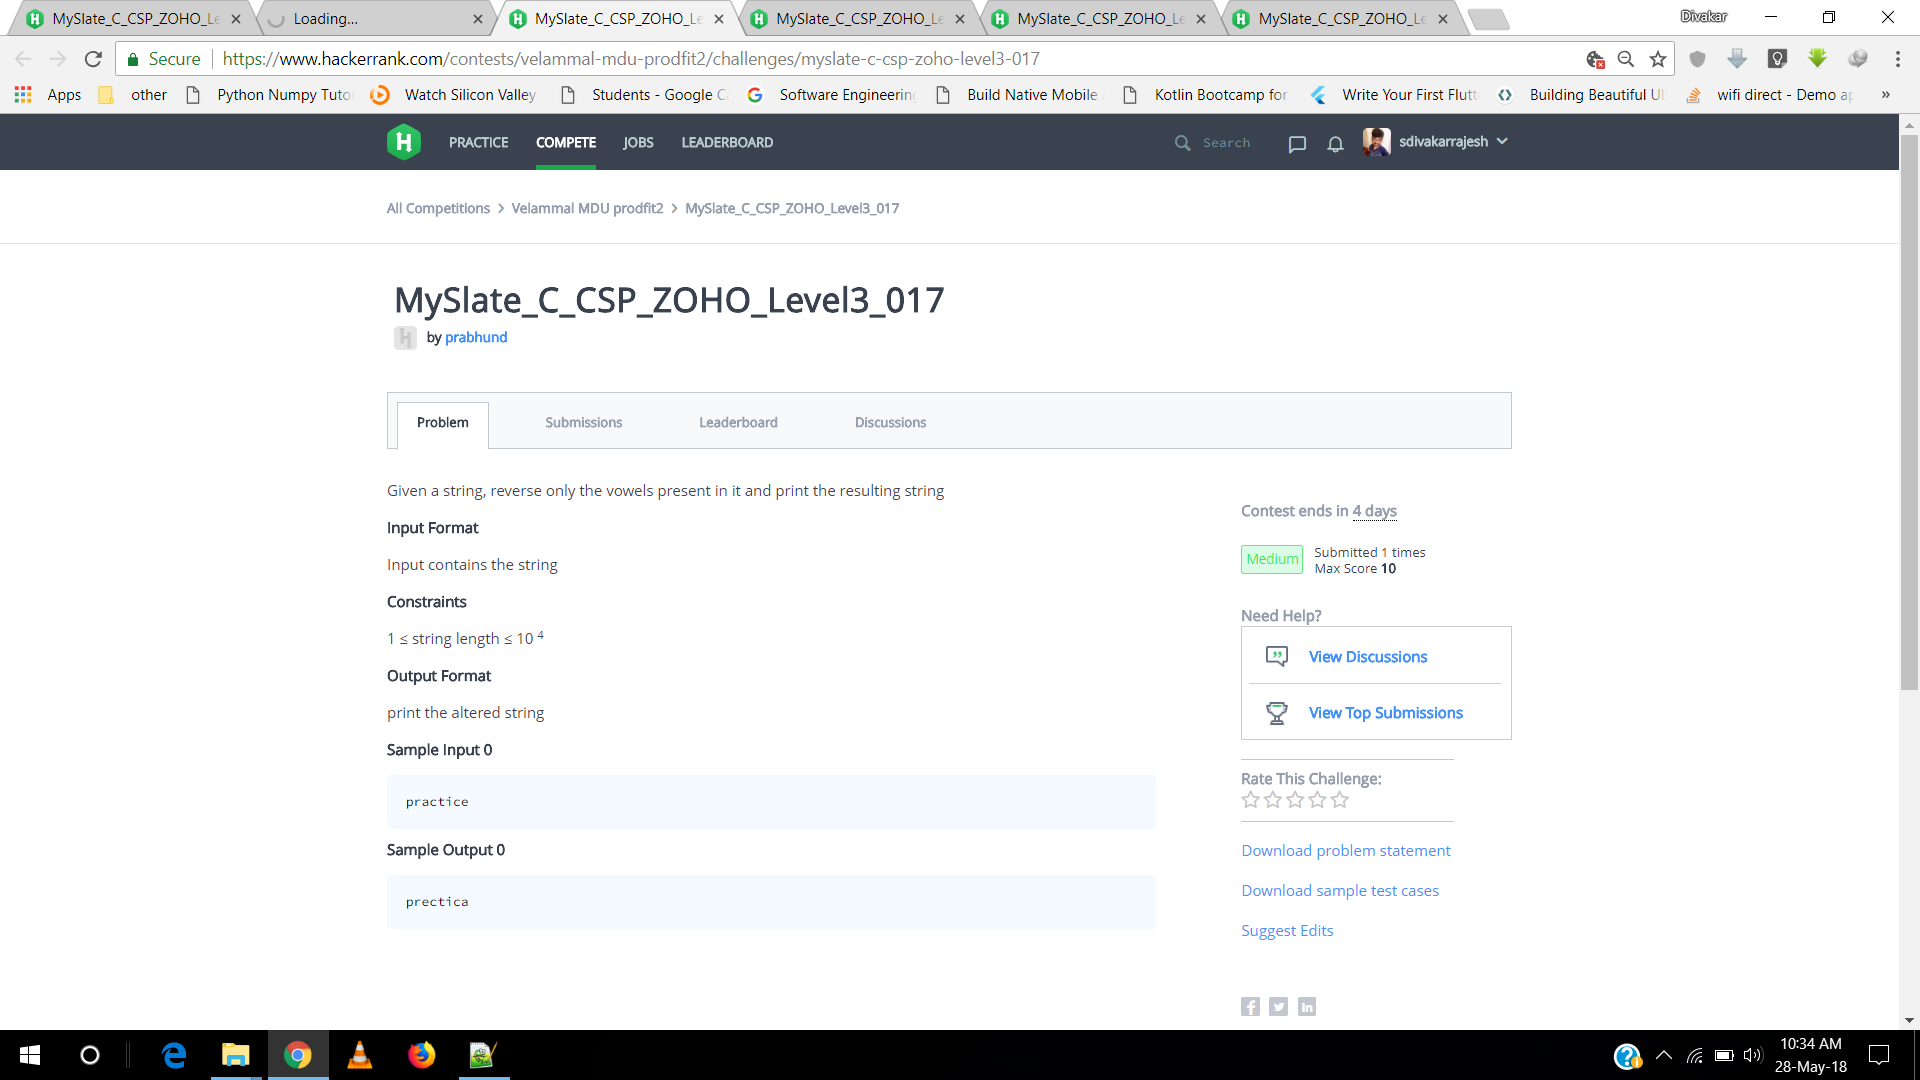 MySlate_C_CSP_ZOHO_Le
Loading...
MySlate_C_CSP_ZOHO_Le
MySlate_C_CSP_ZOHO_Le
MySlate_C_CSP_ZOHO_Le
MySlate_C_CSP_ZOHO_Le
Divakar
Secure
https://www.hackerrank.com/contests/velammal-mdu-prodfit2/challenges/myslate-c-csp-zoho-level3-017
Apps
other
Python Numpy Tuto
Watch Silicon Valley
Students - Google C
Software Engineering
Build Native Mobile
Kotlin Bootcamp for
Write Your First Flutt
Building Beautiful UI
wifi direct - Demo ap
»
PRACTICE
COMPETE
JOBS
LEADERBOARD
Search
sdivakarrajesh
All Competitions > Velammal MDU prodfit2 > MySlate_C_CSP_ZOHO_Level3_017
MySlate_C_CSP_ZOHO_Level3_017
by prabhund
Problem
Submissions
Leaderboard
Discussions
Given a string, reverse only the vowels present in it and print the resulting string
Input Format
Input contains the string
Constraints
1 ≤ string length ≤ 10 4
Output Format
print the altered string
Sample Input 0
practice
Sample Output 0
prectica
Contest ends in 4 days
Medium
Submitted 1 times
Max Score 10
Need Help?
View Discussions
View Top Submissions
Rate This Challenge:
Download problem statement
Download sample test cases
Suggest Edits
10:34 AM
28-May-18